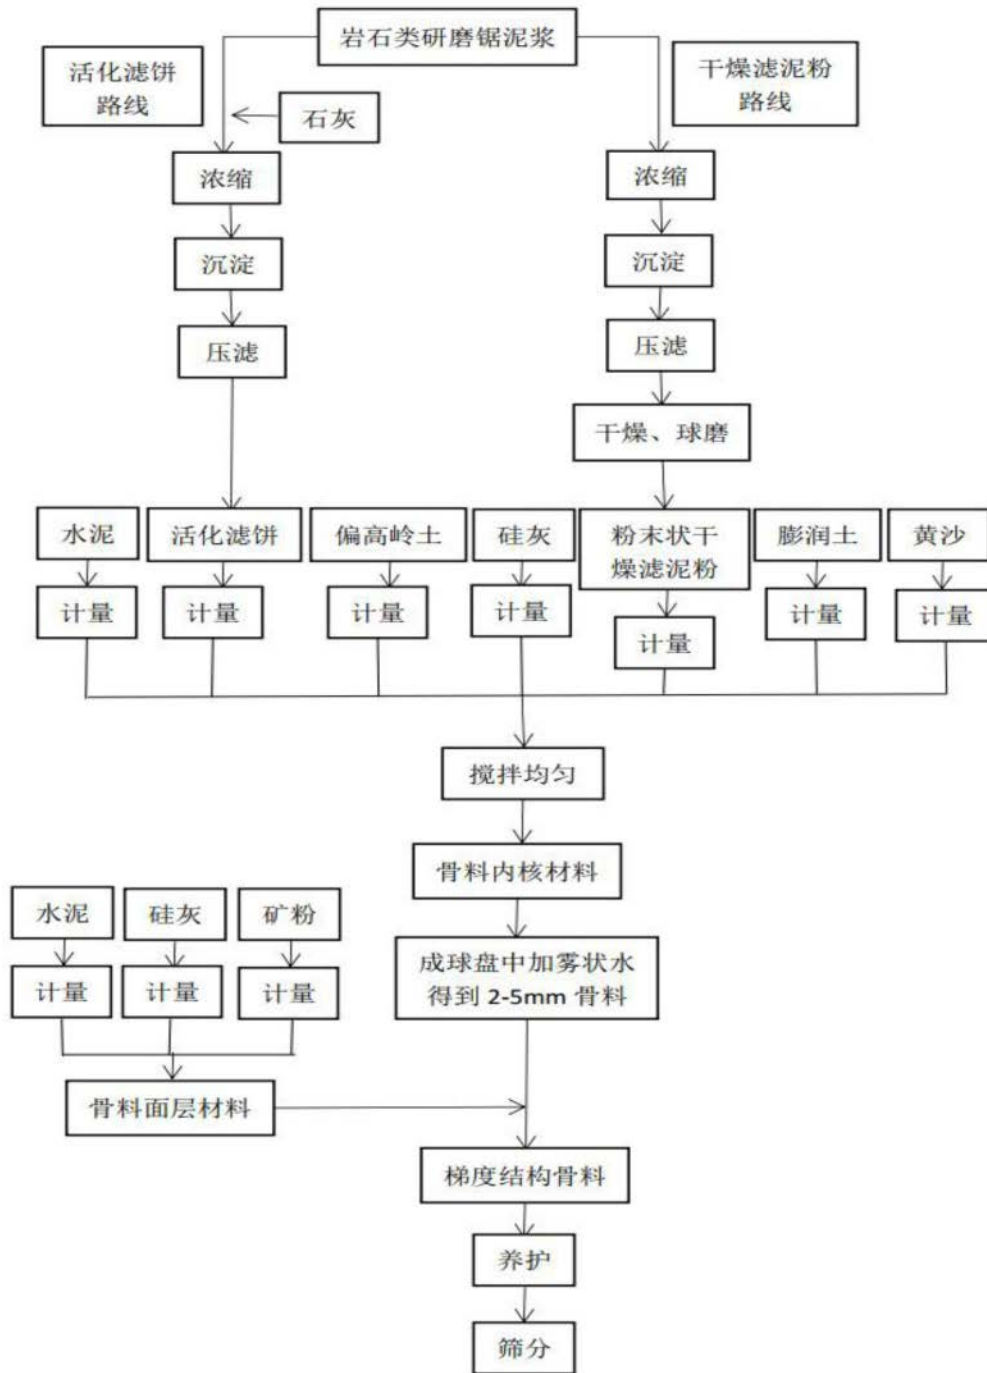 岩石类研磨锯泥浆
活化滤饼
路线
干燥滤泥粉
路线
石灰
浓缩
浓缩
沉淀
沉淀
压滤
压滤
干燥、球磨
水泥
活化滤饼
偏高岭土
硅灰
粉末状干
燥滤泥粉
膨润土
黄沙
计量
计量
计量
计量
计量
计量
计量
搅拌均匀
骨料内核材料
水泥
硅灰
矿粉
成球盘中加雾状水
得到 2-5mm 骨料
计量
计量
计量
骨料面层材料
梯度结构骨料
养护
筛分